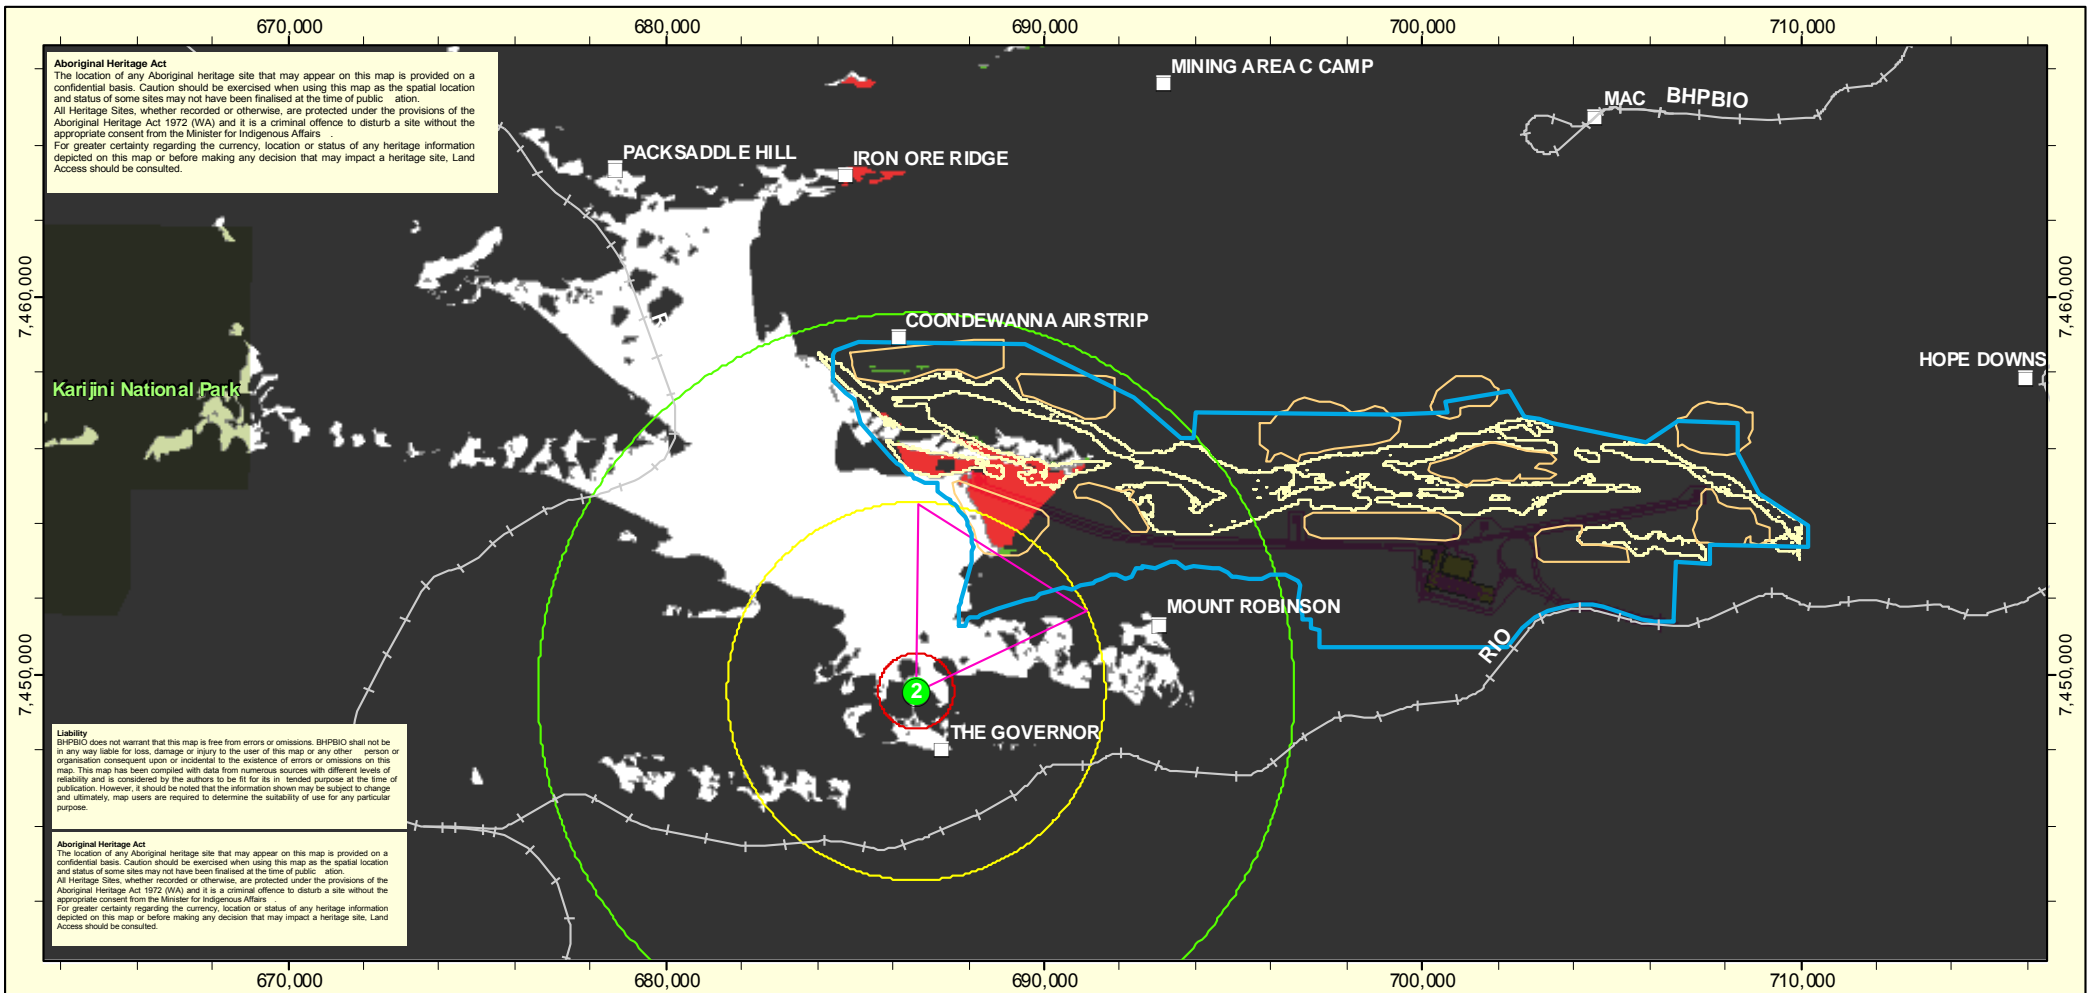 670,000 680,000 690,000 700,000 710,000
Aboriginal Heritage Act
The location of any Aboriginal heritage site that may appear on this map is provided on a
confidential basis. Caution should be exercised when using this map as the spatial location
and status of some sites may not have been finalised at the time of public ation.
All Heritage Sites, whether recorded or otherwise, are protected under the provisions of the
Aboriginal Heritage Act 1972 (WA) and it is a criminal offence to disturb a site without the
appropriate consent from the Minister for Indigenous Affairs .
For greater certainty regarding the currency, location or status of any heritage information
depicted on this map or before making any decision that may impact a heritage site, Land
Access should be consulted.
MINING AREA C CAMP
MAC BHPBIO
PACKSADDLE HILL
IRON ORE RIDGE
7,460,000 7,460,000
R
COONDEWANNA AIRSTRIP
HOPE DOWNS
Karijini National Park
MOUNT ROBINSON
RIO
7,450,000 7,450,000
2
THE GOVERNOR
Liability
BHPBIO does not warrant that this map is free from errors or omissions. BHPBIO shall not be
in any way liable for loss, damage or injury to the user of this map or any other person or
organisation consequent upon or incidental to the existence of errors or omissions on this
map. This map has been compiled with data from numerous sources with different levels of
reliability and is considered by the authors to be fit for its in tended purpose at the time of
publication. However, it should be noted that the information shown may be subject to change
and ultimately, map users are required to determine the suitability of use for any particular
purpose.
Aboriginal Heritage Act
The location of any Aboriginal heritage site that may appear on this map is provided on a
confidential basis. Caution should be exercised when using this map as the spatial location
and status of some sites may not have been finalised at the time of public ation.
All Heritage Sites, whether recorded or otherwise, are protected under the provisions of the
Aboriginal Heritage Act 1972 (WA) and it is a criminal offence to disturb a site without the
appropriate consent from the Minister for Indigenous Affairs .
For greater certainty regarding the currency, location or status of any heritage information
depicted on this map or before making any decision that may impact a heritage site, Land
Access should be consulted.
670,000 680,000 690,000 700,000 710,000